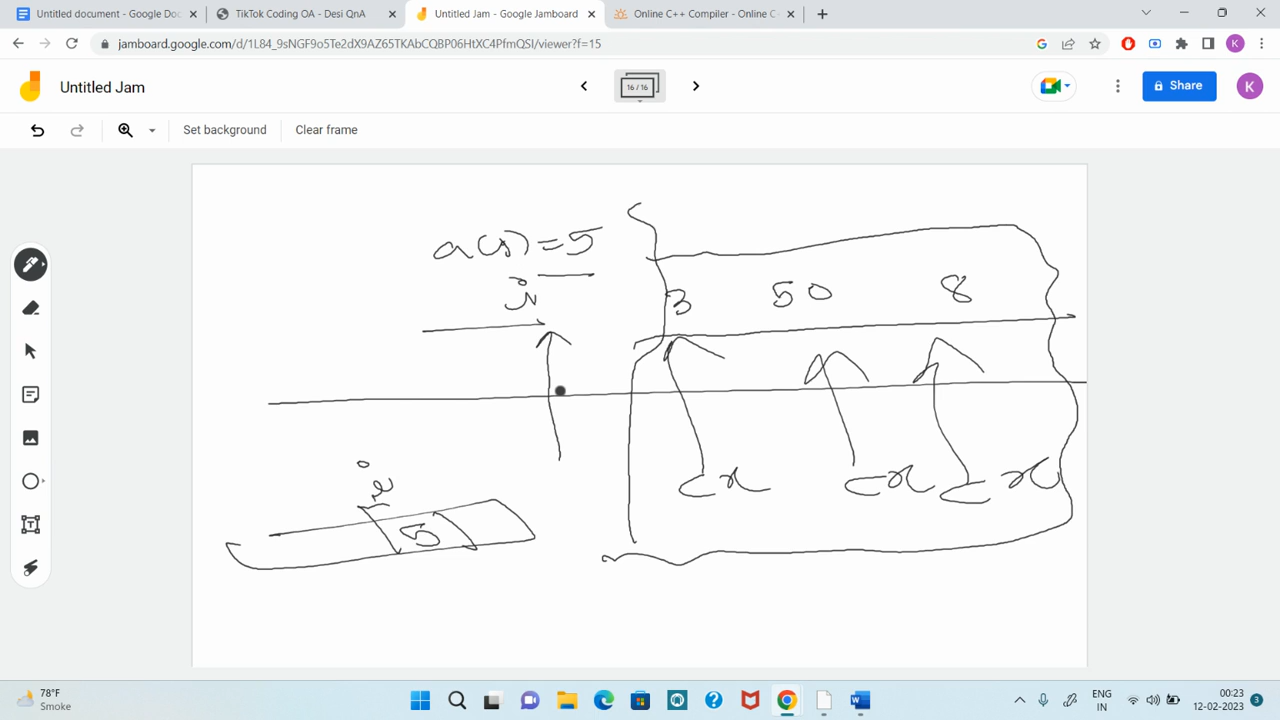 Untitled document - Google Doc
TikTok Coding OA - Desi QnA
Untitled Jam - Google Jamboard
Online C++ Compiler - Online C
jamboard.google.com/d/1L84_9sNGF9o5Te2dX9AZ65TKAbCQBP06HtXC4PfmQSI/viewer?f=15
K
Untitled Jam
16 / 16
Share
K
Set background
Clear frame
=5
3 50 8
5
78°F
Smoke
ENG
IN
00:23
12-02-2023
3